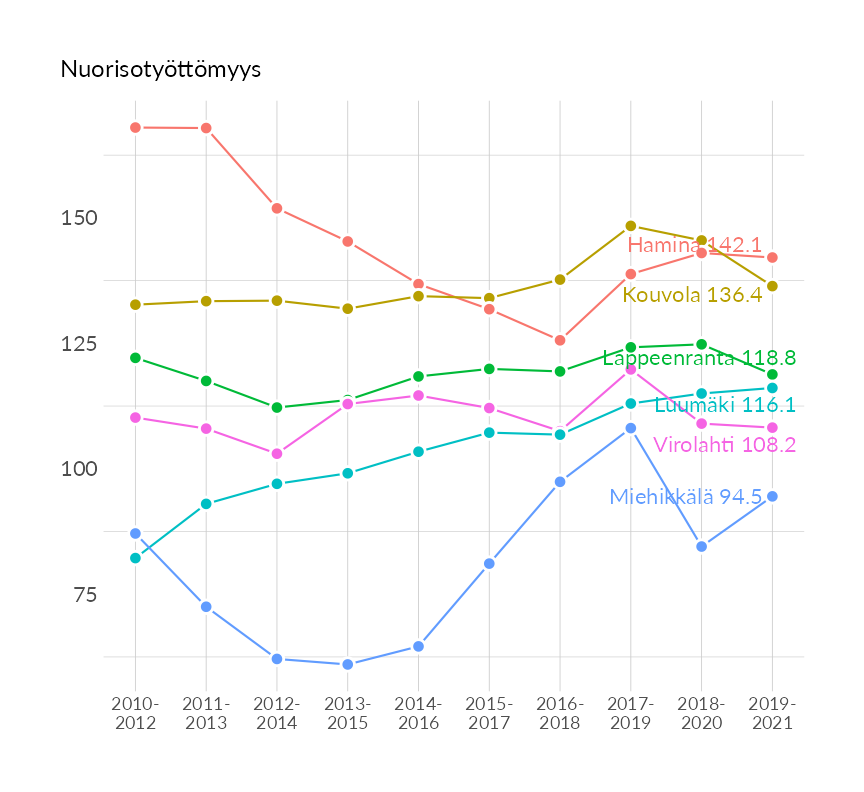 Nuorisotyöttömyys
150
Hamina 142.1
Kouvola 136.4
125
Lappeenranta 118.8
Luumäki 116.1
Virolahti 108.2
100
Miehikkälä 94.5
75
2010- 2011- 2012- 2013- 2014- 2015- 2016- 2017- 2018- 2019-
2012 2013 2014 2015 2016 2017 2018 2019 2020 2021